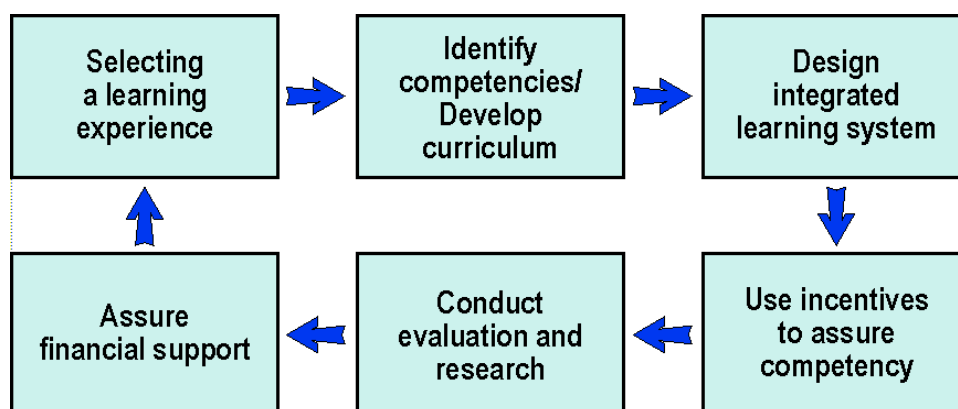 Selecting
a learning
experience
Identify
competencies/
Develop
curriculum
Design
integrated
learning system
Use incentives
to assure
competency
Conduct
evaluation and
research
Assure
financial support